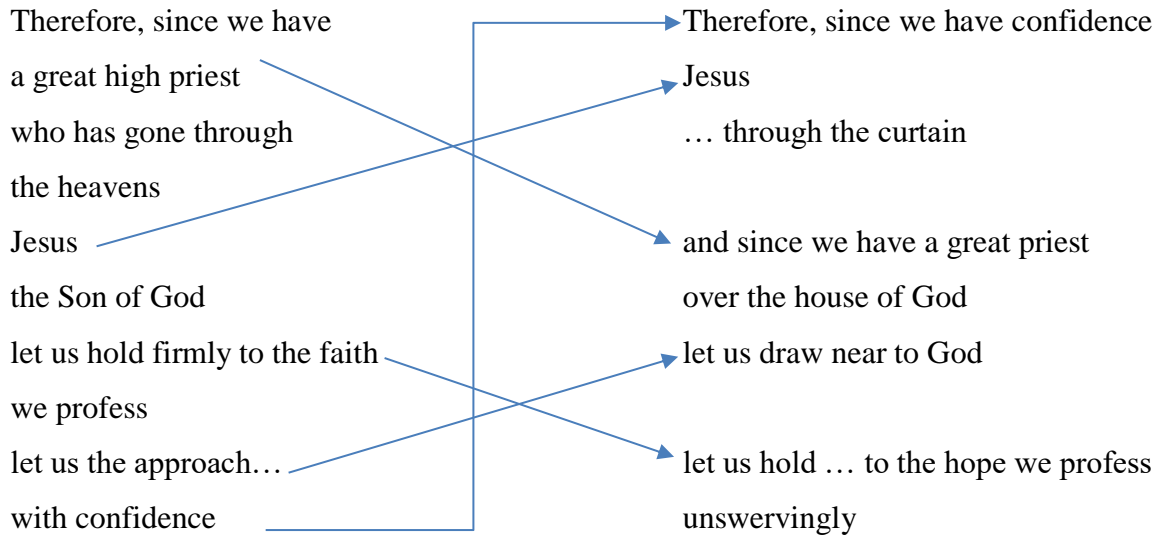 Therefore, since we have
a great high priest
who has gone through
the heavens
Jesus
the Son of God
let us hold firmly to the faith
we profess
let us the approach…
with confidence
Therefore, since we have confidence
Jesus
… through the curtain
and since we have a great priest
over the house of God
let us draw near to God
let us hold … to the hope we profess
unswervingly